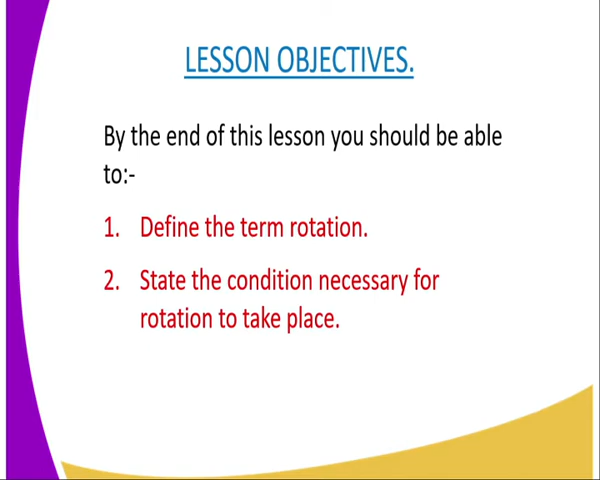 LESSON OBJECTIVES.
By the end of this lesson you should be able
to:-
1. Define the term rotation.
2. State the condition necessary for
rotation to take place.